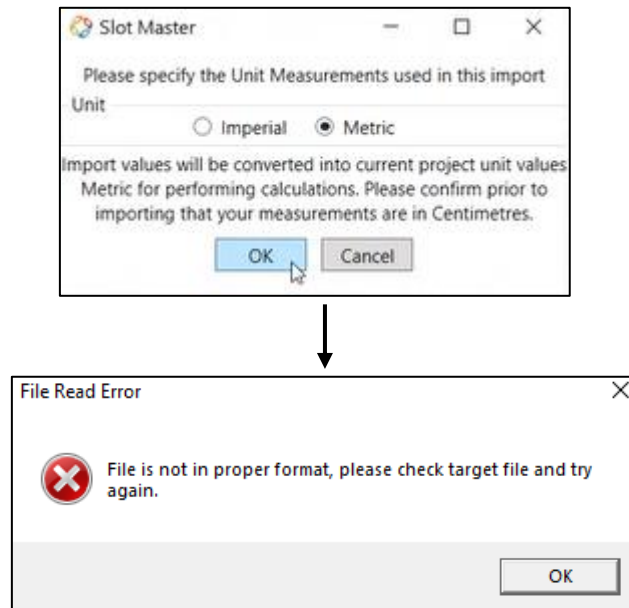 Slot Master
Please specify the Unit Measurements used in this import
Unit
Imperial Metric
Import values will be converted into current project unit values
Metric for performing calculations. Please confirm prior to
importing that your measurements are in Centimetres.
OK Cancel
File Read Error
File is not in proper format, please check target file and try
again.
OK